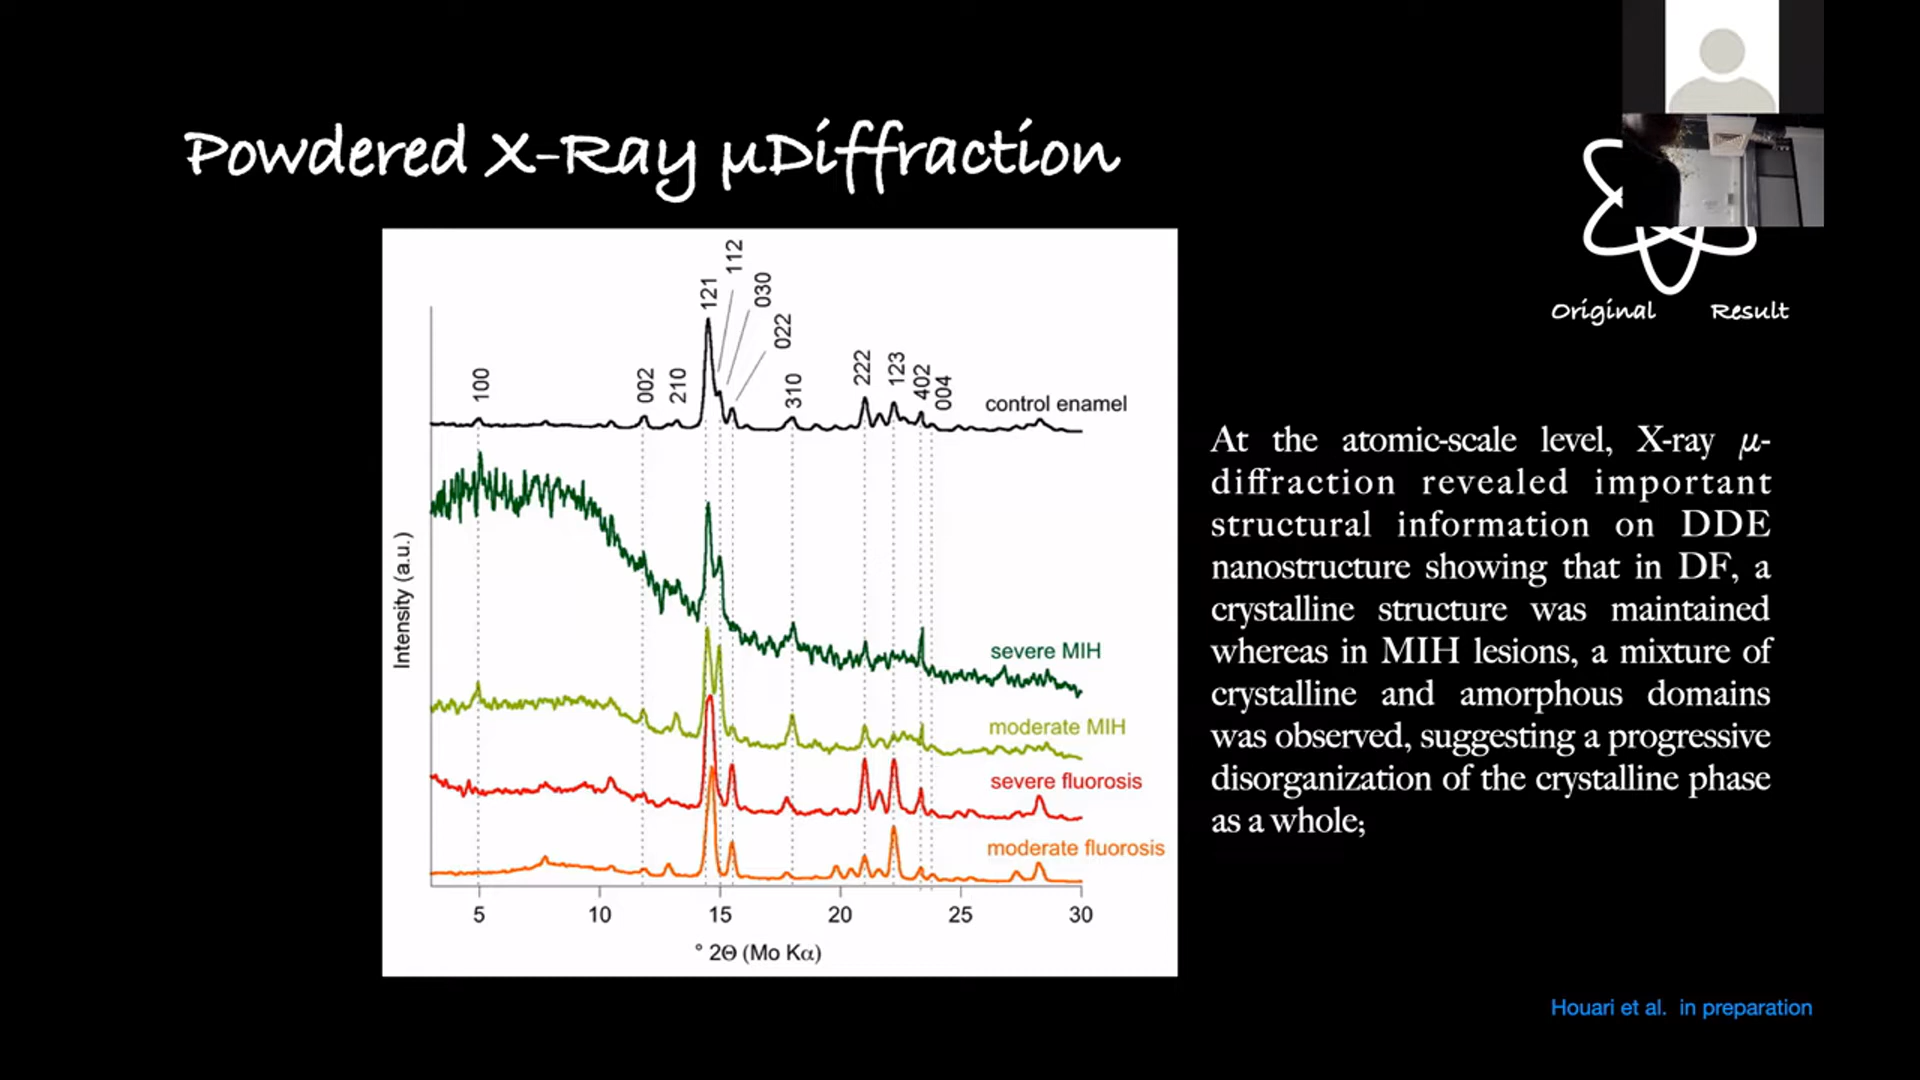 Powdered X-Ray µDiffraction
Original Result
121
112
030
022
100
002
210
310
222
123
402
004
control enamel
severe MIH
moderate MIH
severe fluorosis
moderate fluorosis
Intensity (a.u.)
5 10 15 20 25 30
° 2Θ (Mo Kα)
At the atomic-scale level, X-ray µ-
diffraction revealed important
structural information on DDE
nanostructure showing that in DF, a
crystalline structure was maintained
whereas in MIH lesions, a mixture of
crystalline and amorphous domains
was observed, suggesting a progressive
disorganization of the crystalline phase
as a whole;
Houari et al. in preparation